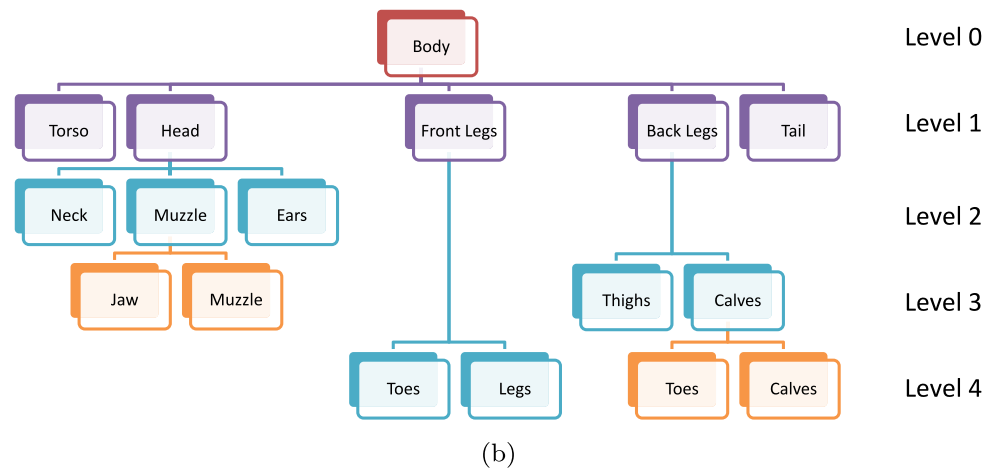 Body
Level 0
Torso Head Front Legs Back Legs Tail
Level 1
Neck Muzzle Ears
Level 2
Jaw Muzzle Thighs Calves
Level 3
Toes Legs Toes Calves
Level 4
(b)